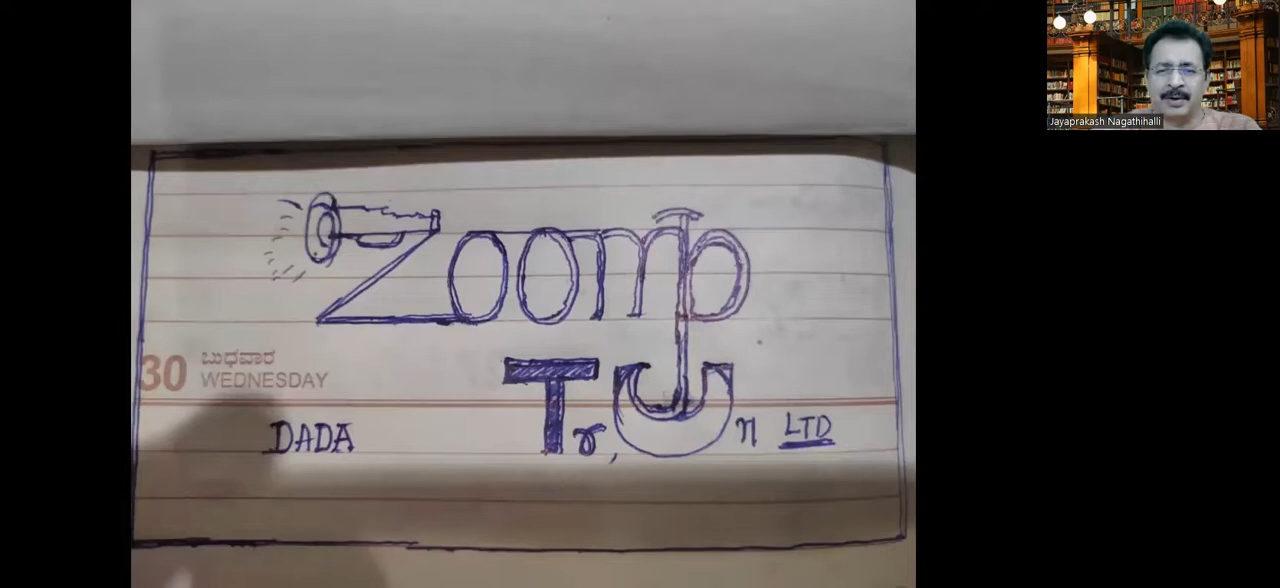 Jayaprakash Nagathihalli
Zoomp
30 ಬುಧವಾರ
WEDNESDAY
DADA LTD